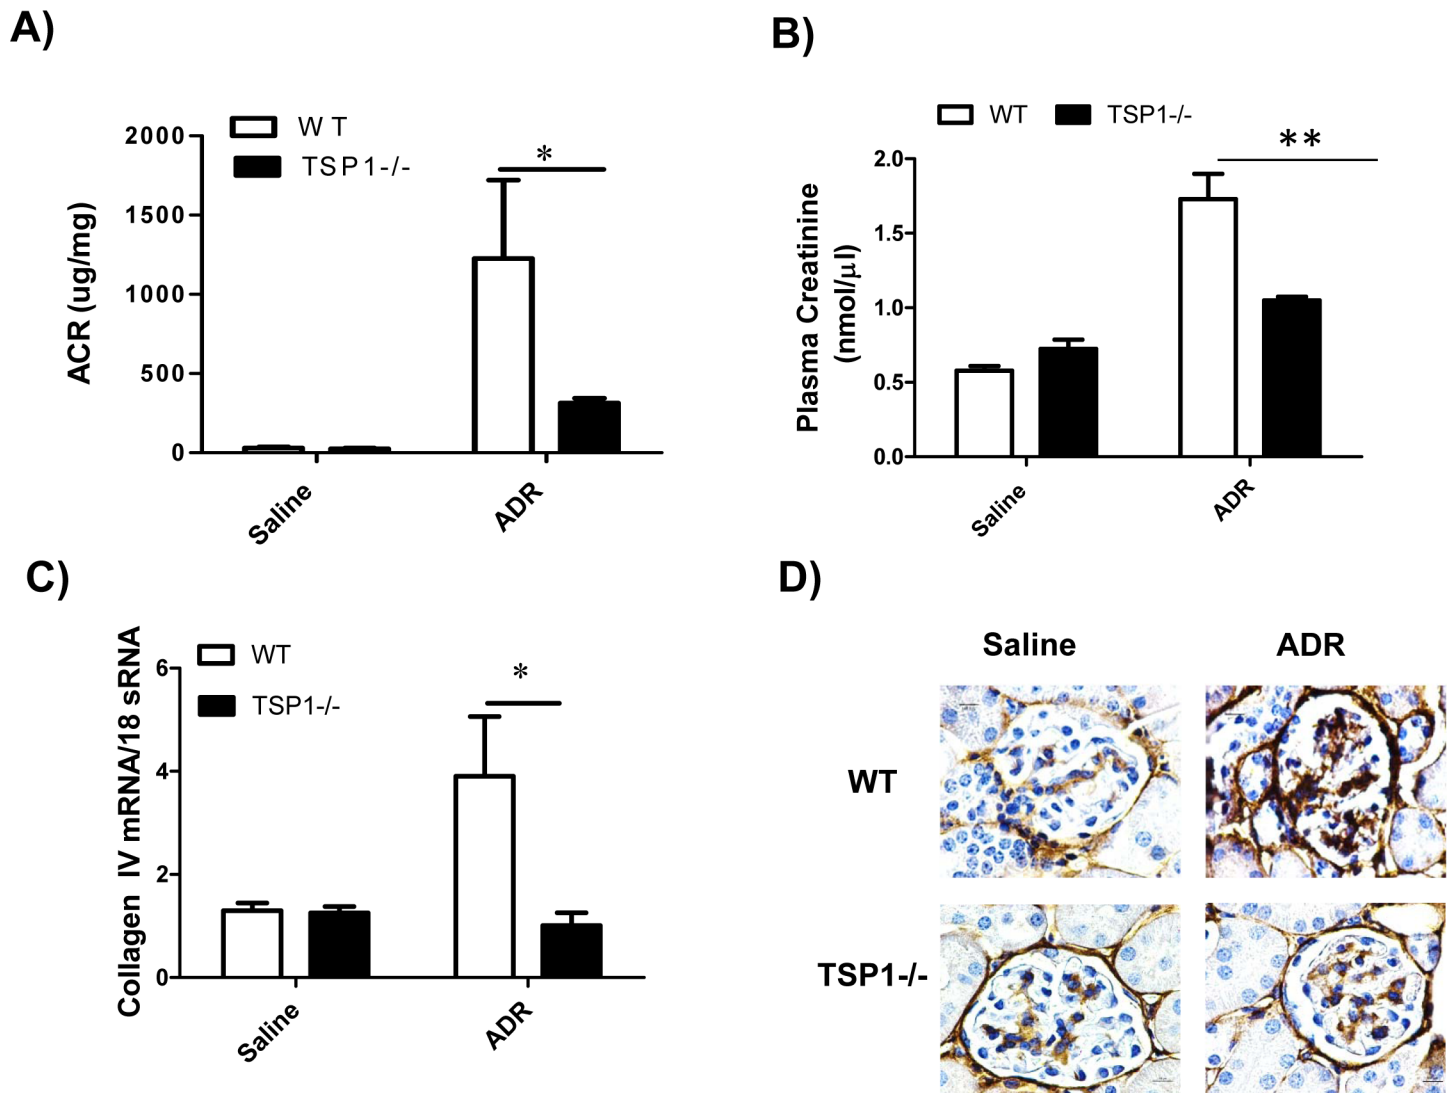 A)
W T
TSP1-/-
*
2000
1500
1000
500
0
ACR (ug/mg)
Saline
ADR
B)
WT
TSP1-/-
**
2.0
1.5
1.0
0.5
0.0
Plasma Creatinine
(nmol/μl)
Saline
ADR
C)
WT
TSP1-/-
*
6
4
2
0
Collagen IV mRNA/18 sRNA
Saline
ADR
D)
Saline
ADR
WT
TSP1-/-